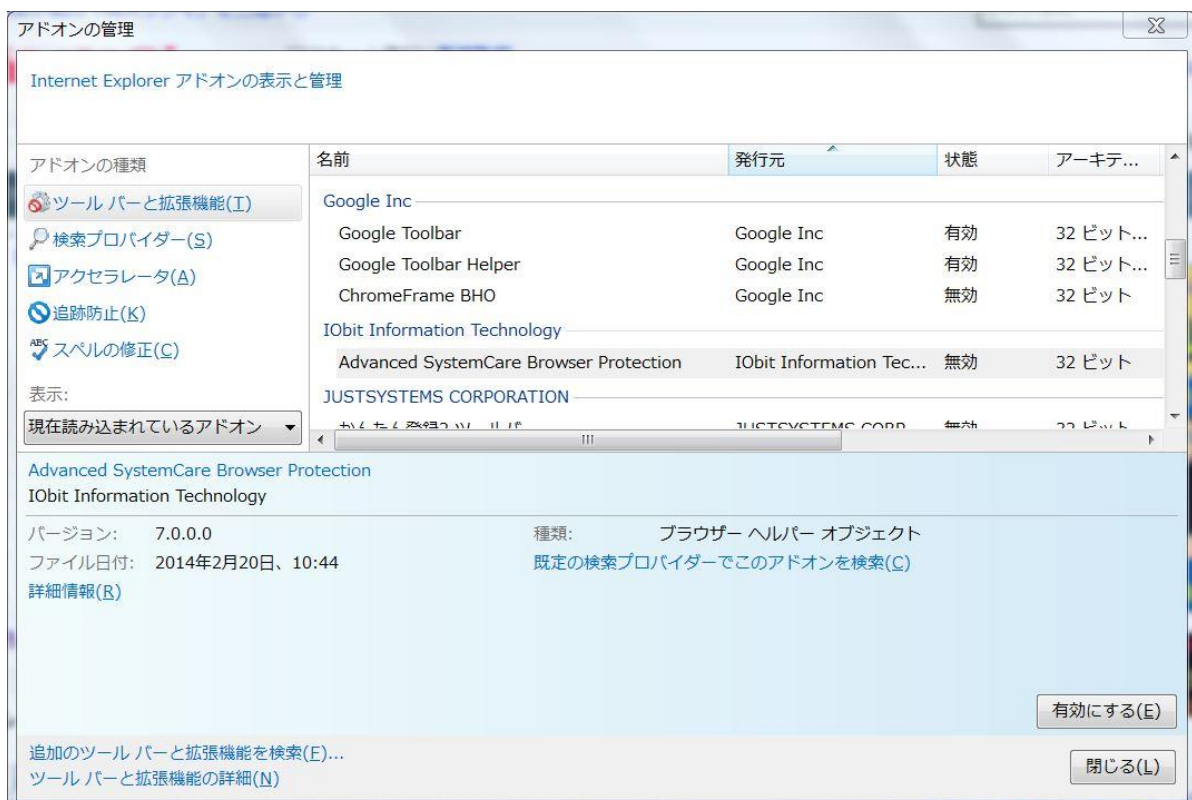 アドオンの管理
Internet Explorer アドオンの表示と管理
アドオンの種類
ツール バーと拡張機能(T)
検索プロバイダー(S)
アクセラレータ(A)
追跡防止(K)
ABC スペルの修正(C)
表示:
現在読み込まれているアドオン
名前 発行元 状態 アーキテ...
Google Inc
Google Toolbar Google Inc 有効 32 ビット...
Google Toolbar Helper Google Inc 有効 32 ビット...
ChromeFrame BHO Google Inc 無効 32 ビット
IObit Information Technology
Advanced SystemCare Browser Protection IObit Information Tec... 無効 32 ビット
JUSTSYSTEMS CORPORATION
Advanced SystemCare Browser Protection
IObit Information Technology
バージョン: 7.0.0.0
ファイル日付: 2014年2月20日、10:44
詳細情報(R)
種類: ブラウザー ヘルパー オブジェクト
既定の検索プロバイダーでこのアドオンを検索(C)
有効にする(E)
追加のツール バーと拡張機能を検索(F)...
ツール バーと拡張機能の詳細(N)
閉じる(L)